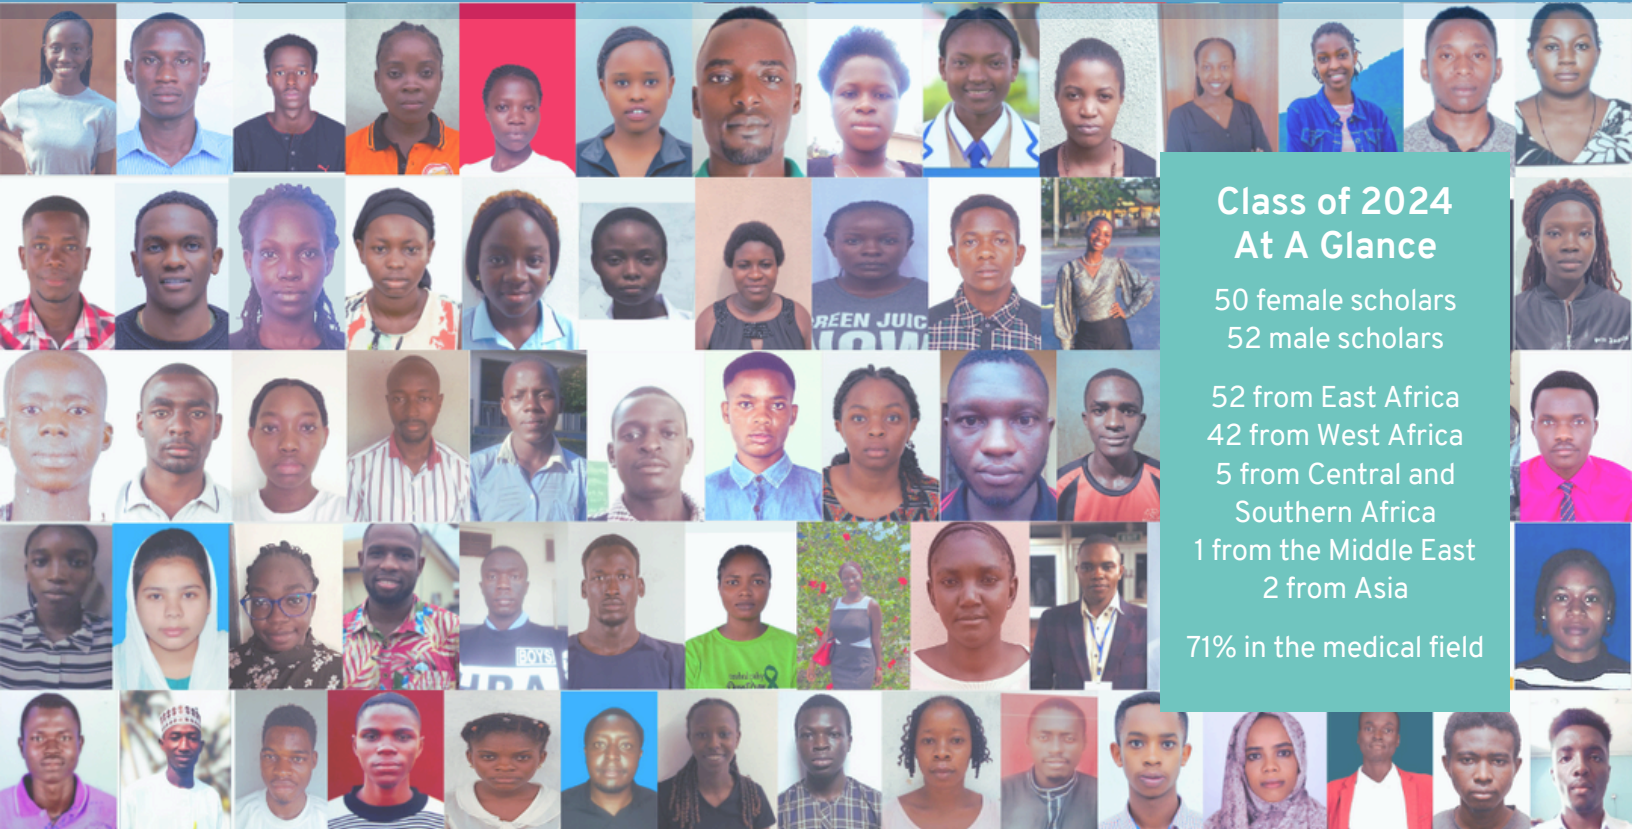 Class of 2024
At A Glance
50 female scholars
52 male scholars
52 from East Africa
42 from West Africa
5 from Central and
Southern Africa
1 from the Middle East
2 from Asia
71% in the medical field
REEN JUIC
NOW
BOYS